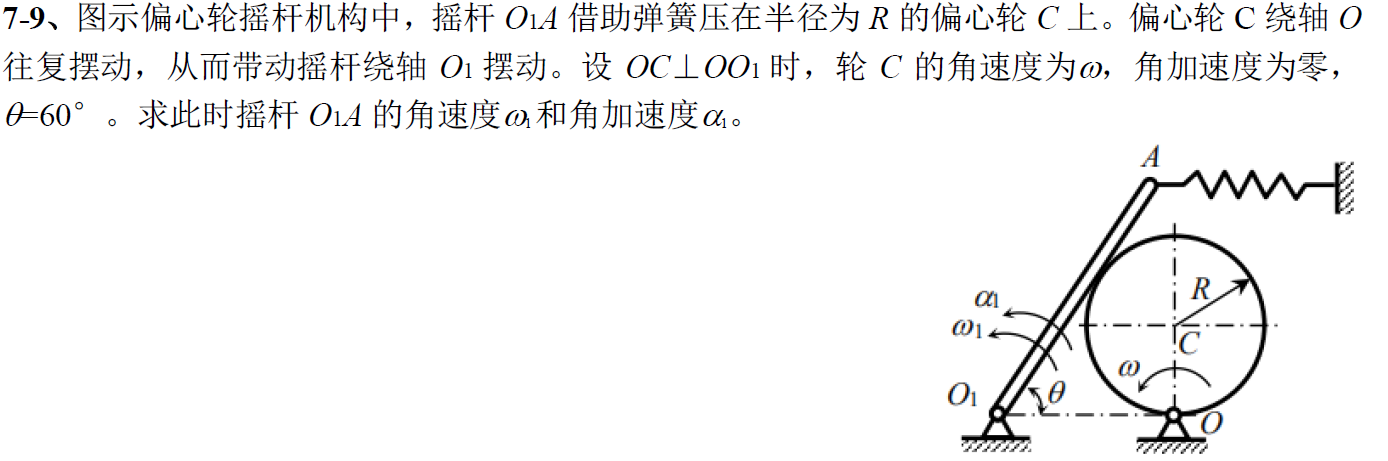 7-9、图示偏心轮摇杆机构中，摇杆 O1A 借助弹簧压在半径为 R 的偏心轮 C 上。偏心轮 C 绕轴 O
往复摆动，从而带动摇杆绕轴 O1 摆动。设 OC⊥OO1 时，轮 C 的角速度为ω，角加速度为零，
θ=60°。求此时摇杆 O1A 的角速度ω1和角加速度α1。
A
R
α1
ω1
C
ω
O1
θ
O